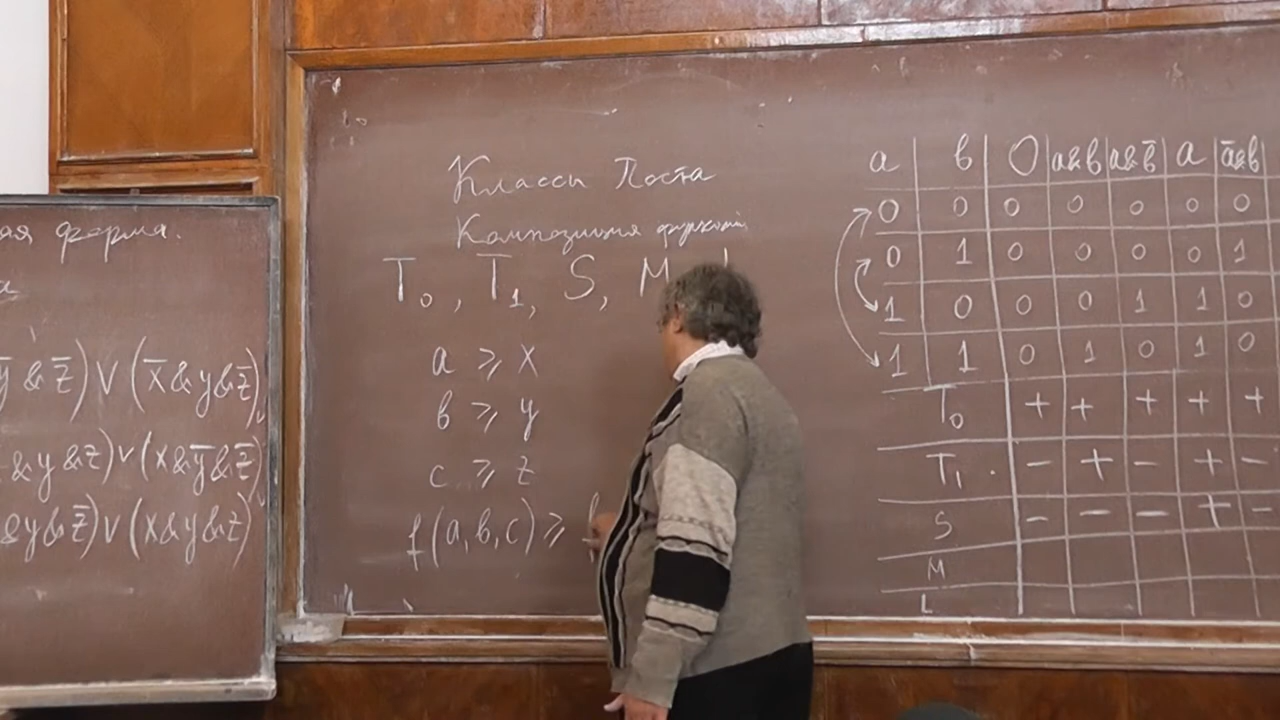 ая форма.
а
ȳ & z̄) V (x̄ & y & z̄) V
& y & z) V (x & ȳ & z̄) V
& y & z̄) V (x & y & z)
Классы Поста
Композиция функций
T₀, T₁, S, M
a ⩾ x
b ⩾ y
c ⩾ z
f(a,b,c) ⩾ f
a b 0 a&b a&b̄ a ā&b
0 0 0 0 0 0 0
0 1 0 0 0 0 1
1 0 0 0 1 1 0
1 1 0 1 0 1 0
T₀ + + + + +
T₁ - + - + -
S - - - + -
M
L